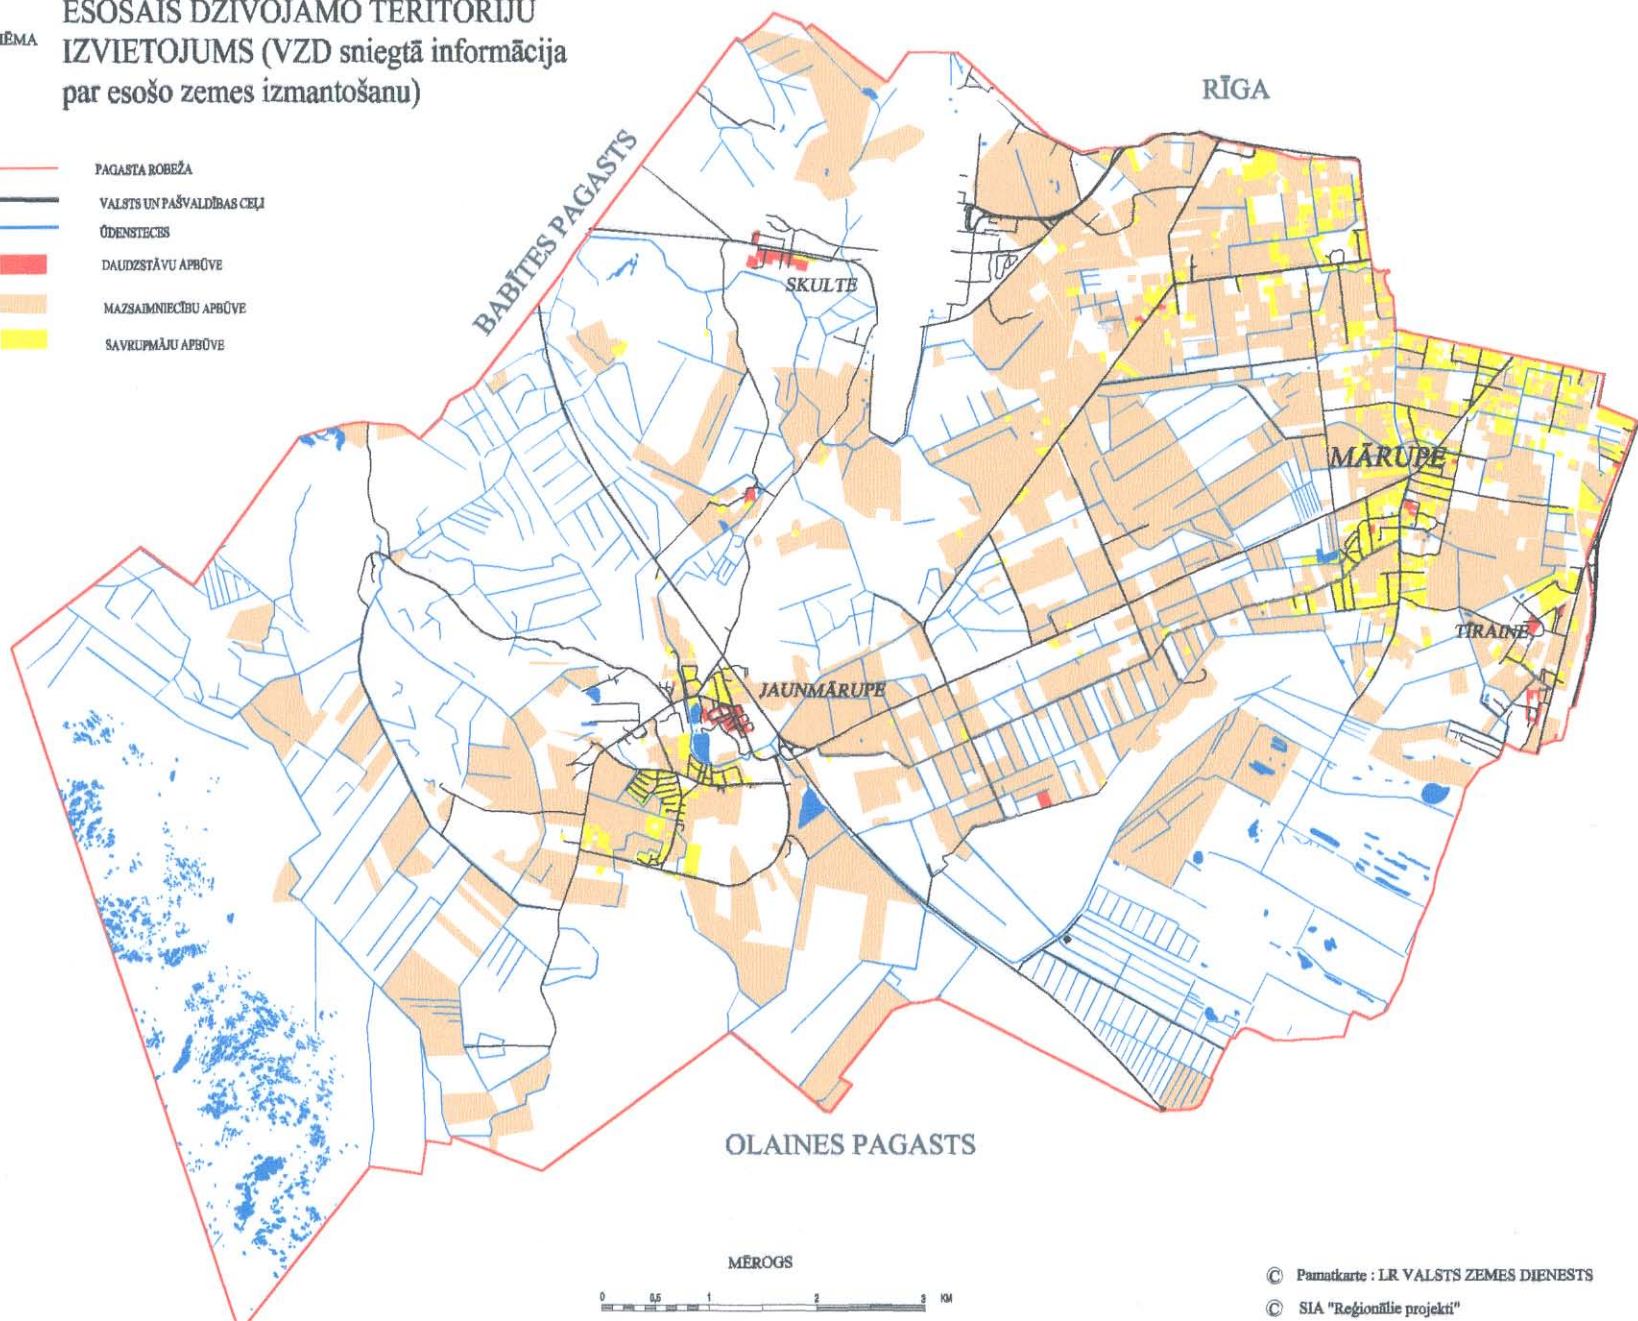 ESOŠAIS DZĪVOJAMO TERITORIJU
IZVIETOJUMS (VZD sniegtā informācija
par esošo zemes izmantošanu)
PAGASTA ROBEŽA
VALSTS UN PAŠVALDĪBAS CEĻI
ŪDENSTECES
DAUDZSTĀVU APBŪVE
MAZSAIMNIECĪBU APBŪVE
SAVRUPMĀJU APBŪVE
RĪGA
BABĪTES PAGASTS
SKULTE
MĀRUPE
TĪRAINE
JAUNMĀRUPE
OLAINES PAGASTS
MĒROGS
0 0,5 1 2 3 KM
© Pamatkarte : LR VALSTS ZEMES DIENESTS
© SIA "Reģionālie projekti"